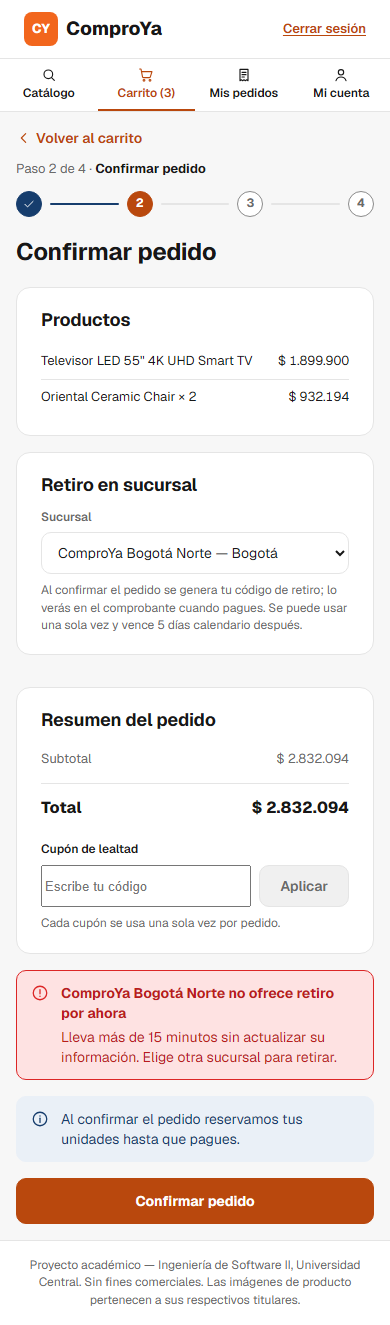 CY ComproYa
Cerrar sesión
Catálogo
Carrito (3)
Mis pedidos
Mi cuenta
Volver al carrito
Paso 2 de 4 · Confirmar pedido
2
3
4
Confirmar pedido
Productos
Televisor LED 55" 4K UHD Smart TV $ 1.899.900
Oriental Ceramic Chair × 2 $ 932.194
Retiro en sucursal
Sucursal
ComproYa Bogotá Norte — Bogotá
Al confirmar el pedido se genera tu código de retiro; lo
verás en el comprobante cuando pagues. Se puede usar
una sola vez y vence 5 días calendario después.
Resumen del pedido
Subtotal $ 2.832.094
Total $ 2.832.094
Cupón de lealtad
Escribe tu código
Aplicar
Cada cupón se usa una sola vez por pedido.
ComproYa Bogotá Norte no ofrece retiro
por ahora
Lleva más de 15 minutos sin actualizar su
información. Elige otra sucursal para retirar.
Al confirmar el pedido reservamos tus
unidades hasta que pagues.
Confirmar pedido
Proyecto académico — Ingeniería de Software II, Universidad
Central. Sin fines comerciales. Las imágenes de producto
pertenecen a sus respectivos titulares.